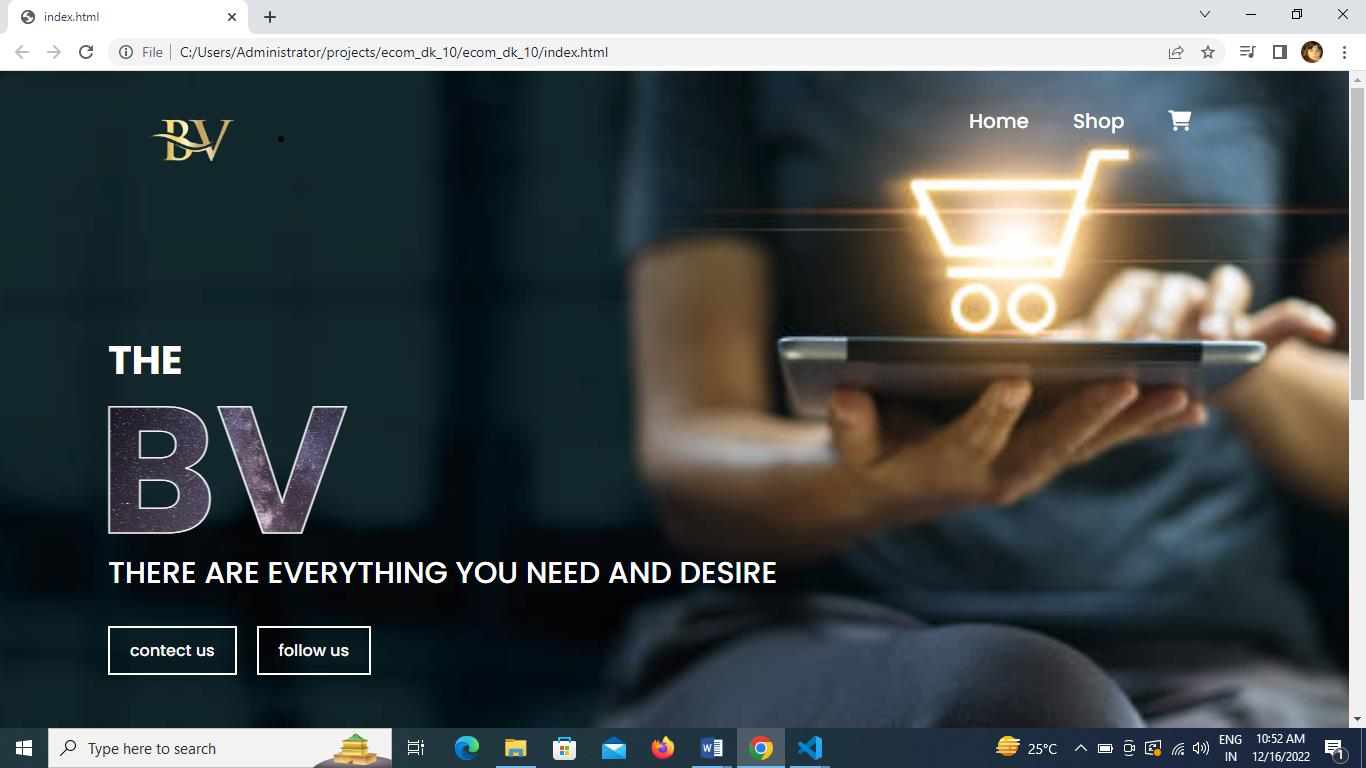 index.html
File C:/Users/Administrator/projects/ecom_dk_10/ecom_dk_10/index.html
BV
Home Shop
THE
BV
THERE ARE EVERYTHING YOU NEED AND DESIRE
contect us follow us
Type here to search
25°C
ENG
IN
10:52 AM
12/16/2022
1